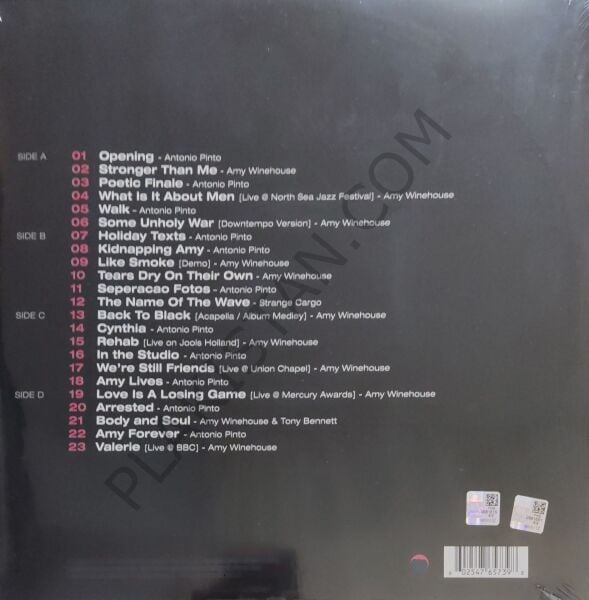 SIDE A 01 Opening - Antonio Pinto
02 Stronger Than Me - Amy Winehouse
03 Poetic Finale - Antonio Pinto
04 What Is It About Men [Live @ North Sea Jazz Festival] - Amy Winehouse
05 Walk - Antonio Pinto
06 Some Unholy War [Downtempo Version] - Amy Winehouse
SIDE B 07 Holiday Texts - Antonio Pinto
08 Kidnapping Amy - Antonio Pinto
09 Like Smoke [Demo] - Amy Winehouse
10 Tears Dry On Their Own - Amy Winehouse
11 Seperacao Fotos - Antonio Pinto
12 The Name Of The Wave - Strange Cargo
SIDE C 13 Back To Black [Acapella / Album Medley] - Amy Winehouse
14 Cynthia - Antonio Pinto
15 Rehab [Live on Jools Holland] - Amy Winehouse
16 In the Studio - Antonio Pinto
17 We're Still Friends [Live @ Union Chapel] - Amy Winehouse
18 Amy Lives - Antonio Pinto
SIDE D 19 Love Is A Losing Game [Live @ Mercury Awards] - Amy Winehouse
20 Arrested - Antonio Pinto
21 Body and Soul - Amy Winehouse & Tony Bennett
22 Amy Forever - Antonio Pinto
23 Valerie [Live @ BBC] - Amy Winehouse